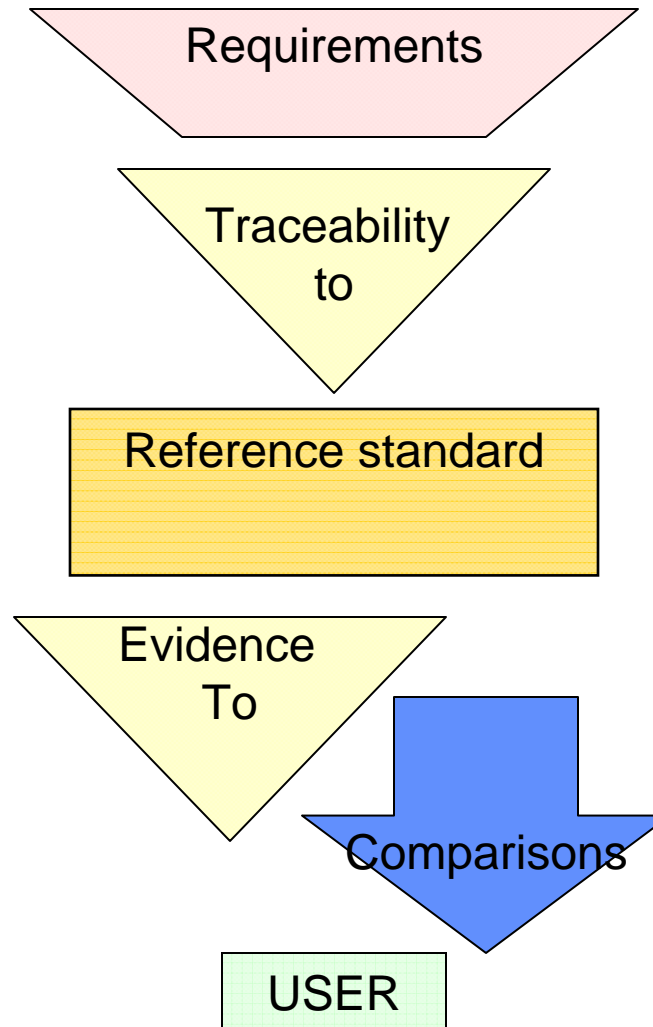 Requirements
Traceability
to
Reference standard
Evidence
To
Comparisons
USER